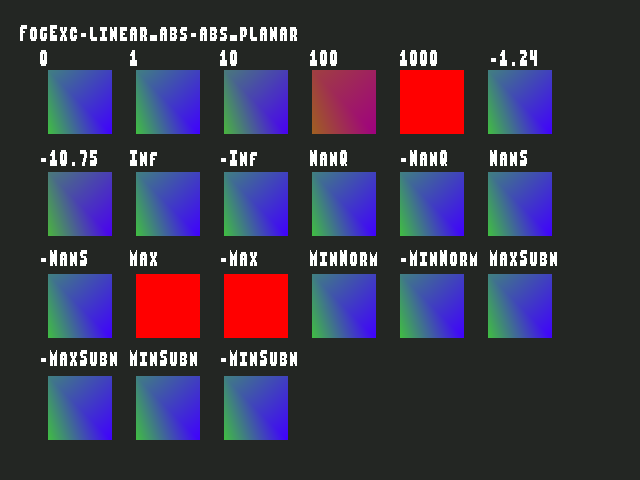 FogExc-linear_abs-abs_planar
0 1 10 100 1000 -1.24
-10.75 Inf -Inf NanQ -NanQ NanS
-NanS Max -Max MinNorm -MinNorm MaxSubN
-MaxSubN MinSubN -MinSubN